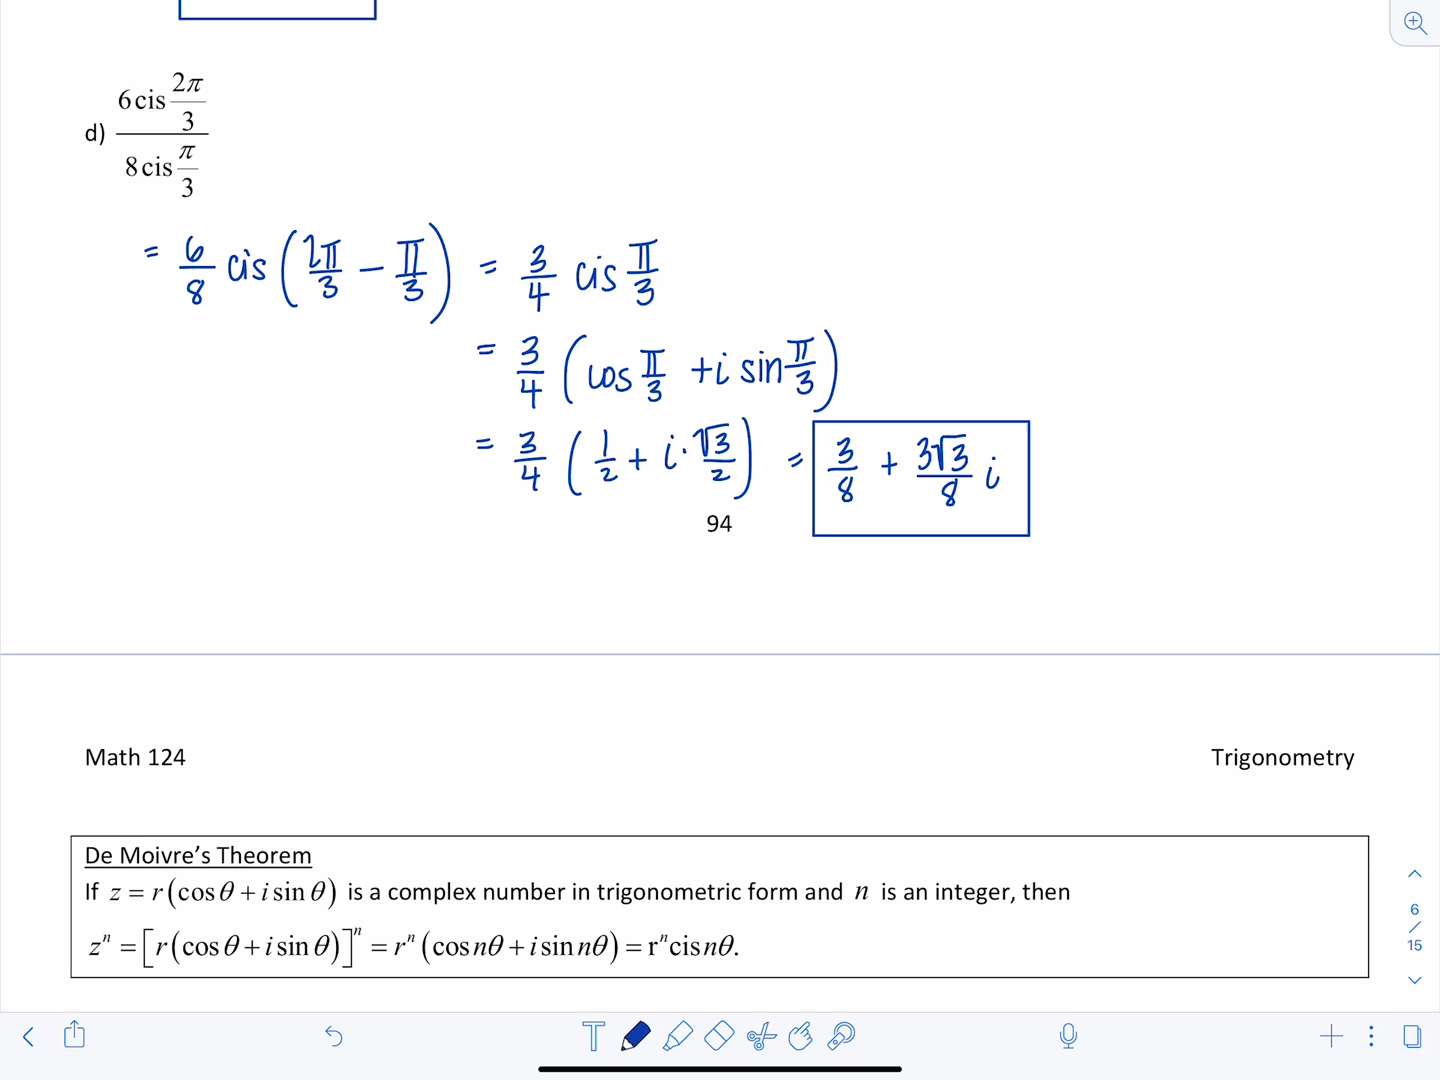 d) (6 cis 2π/3)/(8 cis π/3)
= 6/8 cis (2π/3 − π/3) = 3/4 cis π/3
= 3/4 (cos π/3 + i sin π/3)
= 3/4 (1/2 + i · √3/2) = 3/8 + 3√3/8 i
94
Math 124 Trigonometry
De Moivre’s Theorem
If z = r(cos θ + i sin θ) is a complex number in trigonometric form and n is an integer, then
zⁿ = [r(cos θ + i sin θ)]ⁿ = rⁿ (cos nθ + i sin nθ) = rⁿ cis nθ.
6
/
15
T